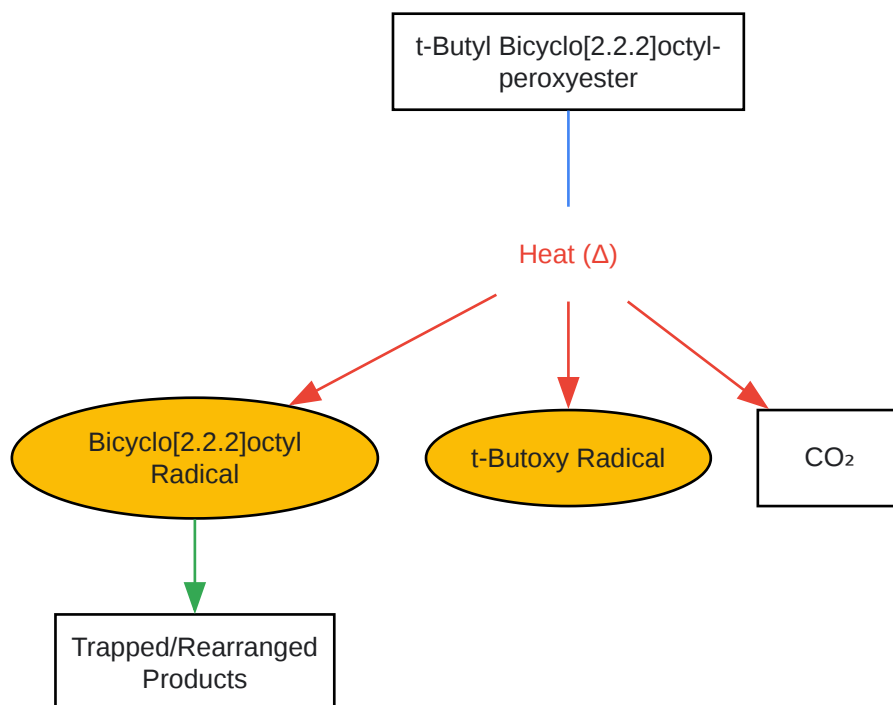 t-Butyl Bicyclo[2.2.2]octyl-
peroxyester
Heat (Δ)
Bicyclo[2.2.2]octyl
Radical
t-Butoxy Radical
CO₂
Trapped/Rearranged
Products